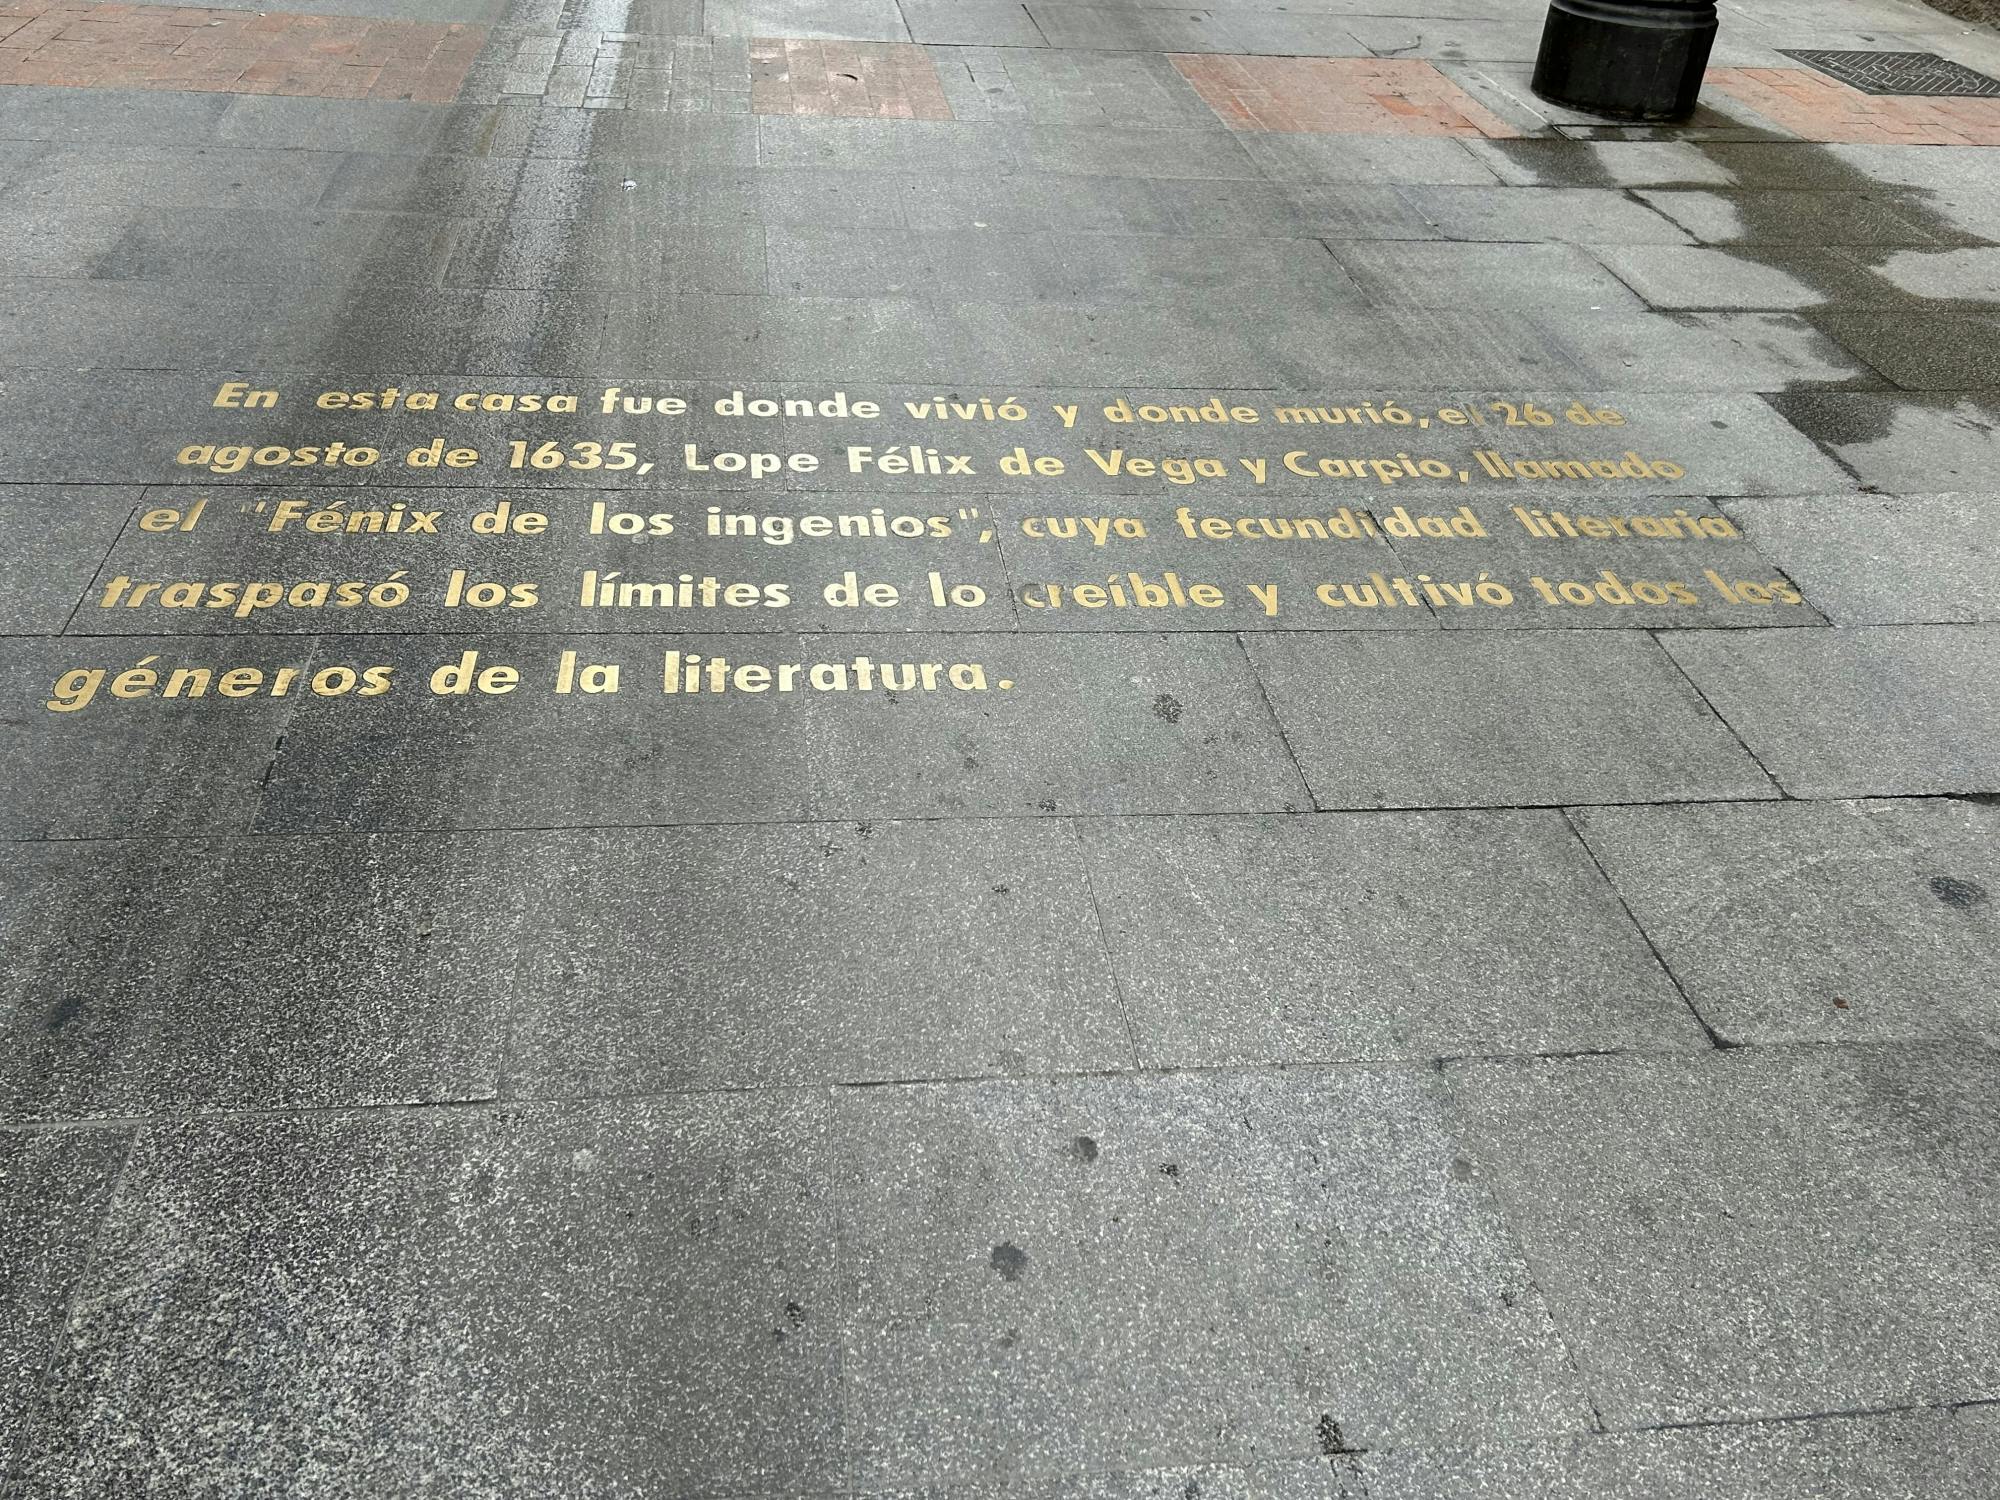 En esta casa fue donde vivió y donde murió, el 26 de
agosto de 1635, Lope Félix de Vega y Carpio, llamado
el "Fénix de los ingenios", cuya fecundidad literaria
traspasó los límites de lo creíble y cultivó todos los
géneros de la literatura.